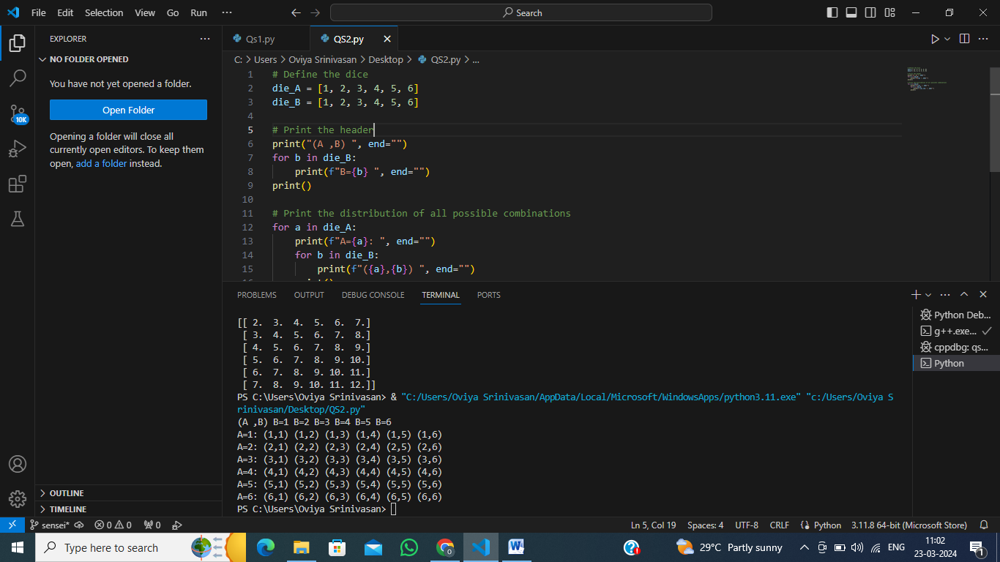 File Edit Selection View Go Run ··· Search
EXPLORER ···
NO FOLDER OPENED
You have not yet opened a folder.
Open Folder
Opening a folder will close all
currently open editors. To keep them
open, add a folder instead.
10K
OUTLINE
TIMELINE
Qs1.py QS2.py
C: > Users > Oviya Srinivasan > Desktop > QS2.py > ...
1 # Define the dice
2 die_A = [1, 2, 3, 4, 5, 6]
3 die_B = [1, 2, 3, 4, 5, 6]
4
5 # Print the header
6 print("(A ,B) ", end="")
7 for b in die_B:
8     print(f"B={b} ", end="")
9 print()
10
11 # Print the distribution of all possible combinations
12 for a in die_A:
13     print(f"A={a}: ", end="")
14     for b in die_B:
15         print(f"({a},{b}) ", end="")
PROBLEMS OUTPUT DEBUG CONSOLE TERMINAL PORTS
[[ 2.  3.  4.  5.  6.  7.]
 [ 3.  4.  5.  6.  7.  8.]
 [ 4.  5.  6.  7.  8.  9.]
 [ 5.  6.  7.  8.  9. 10.]
 [ 6.  7.  8.  9. 10. 11.]
 [ 7.  8.  9. 10. 11. 12.]]
PS C:\Users\Oviya Srinivasan> & "C:/Users/Oviya Srinivasan/AppData/Local/Microsoft/WindowsApps/python3.11.exe" "c:/Users/Oviya S
rinivasan/Desktop/QS2.py"
(A ,B) B=1 B=2 B=3 B=4 B=5 B=6
A=1: (1,1) (1,2) (1,3) (1,4) (1,5) (1,6)
A=2: (2,1) (2,2) (2,3) (2,4) (2,5) (2,6)
A=3: (3,1) (3,2) (3,3) (3,4) (3,5) (3,6)
A=4: (4,1) (4,2) (4,3) (4,4) (4,5) (4,6)
A=5: (5,1) (5,2) (5,3) (5,4) (5,5) (5,6)
A=6: (6,1) (6,2) (6,3) (6,4) (6,5) (6,6)
PS C:\Users\Oviya Srinivasan>
Python Deb...
g++.exe...
cppdbg: qs...
Python
sensei* 0 0 0 Ln 5, Col 19 Spaces: 4 UTF-8 CRLF Python 3.11.8 64-bit (Microsoft Store)
Type here to search 29°C Partly sunny ENG 11:02
23-03-2024 1